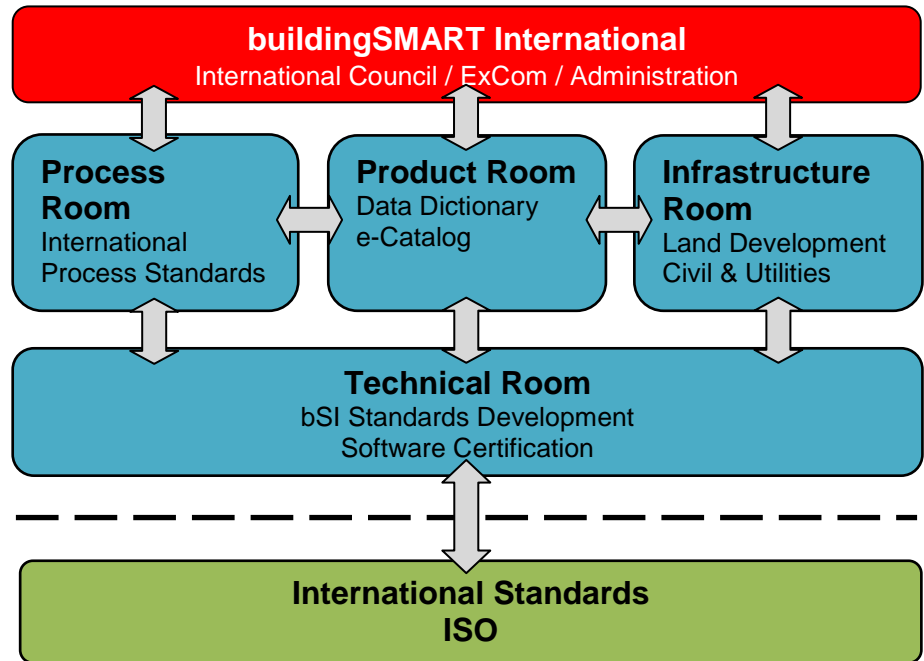 buildingSMART International
International Council / ExCom / Administration
Process
Room
International
Process Standards
Product Room
Data Dictionary
e-Catalog
Infrastructure
Room
Land Development
Civil & Utilities
Technical Room
bSI Standards Development
Software Certification
International Standards
ISO